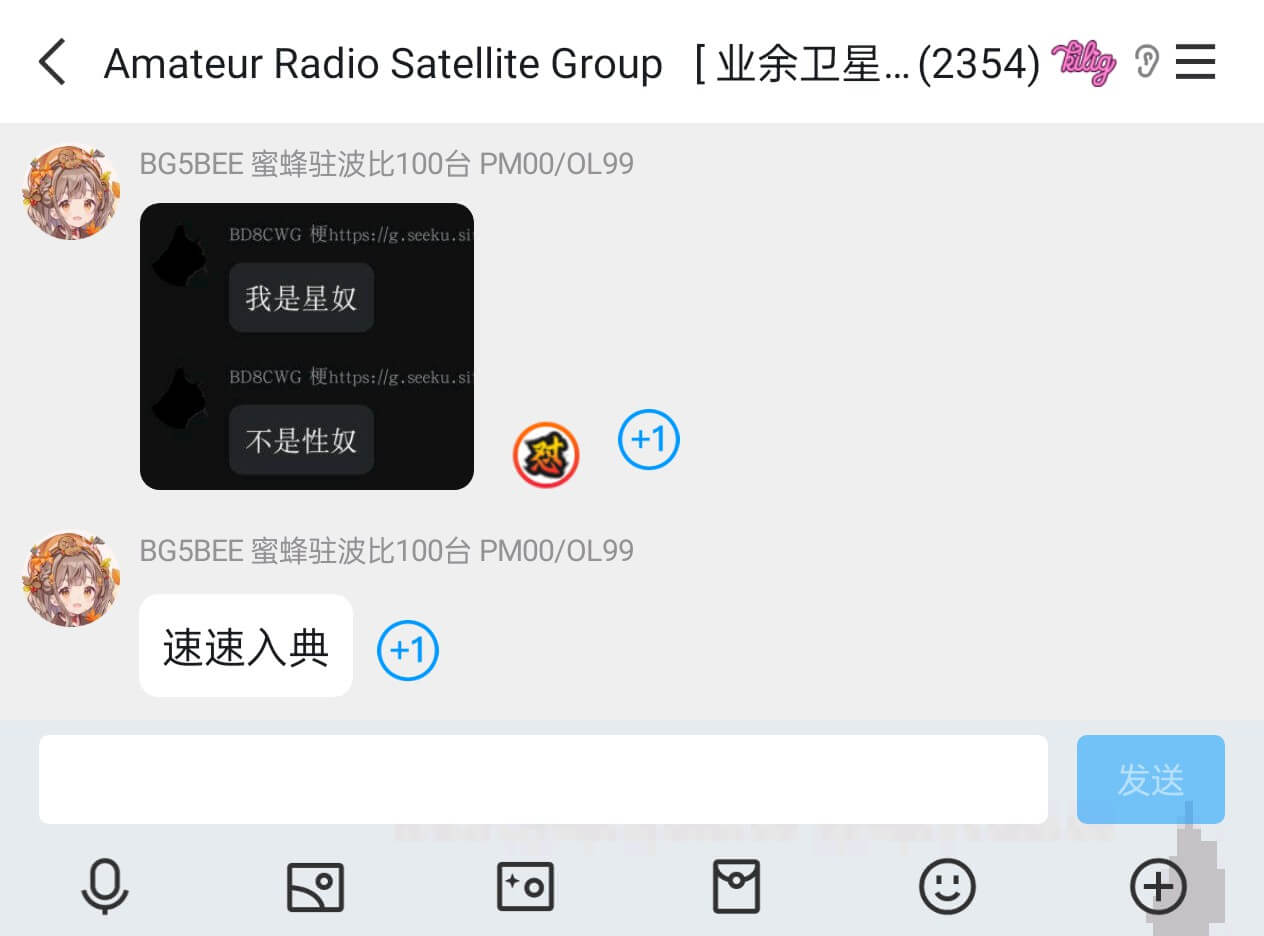 Amateur Radio Satellite Group [ 业余卫星…(2354) kilig
BG5BEE 蜜蜂驻波比100台 PM00/OL99
BD8CWG 梗https://g.seeku.si
我是星奴
BD8CWG 梗https://g.seeku.si
不是性奴
怼
+1
BG5BEE 蜜蜂驻波比100台 PM00/OL99
速速入典
+1
发送